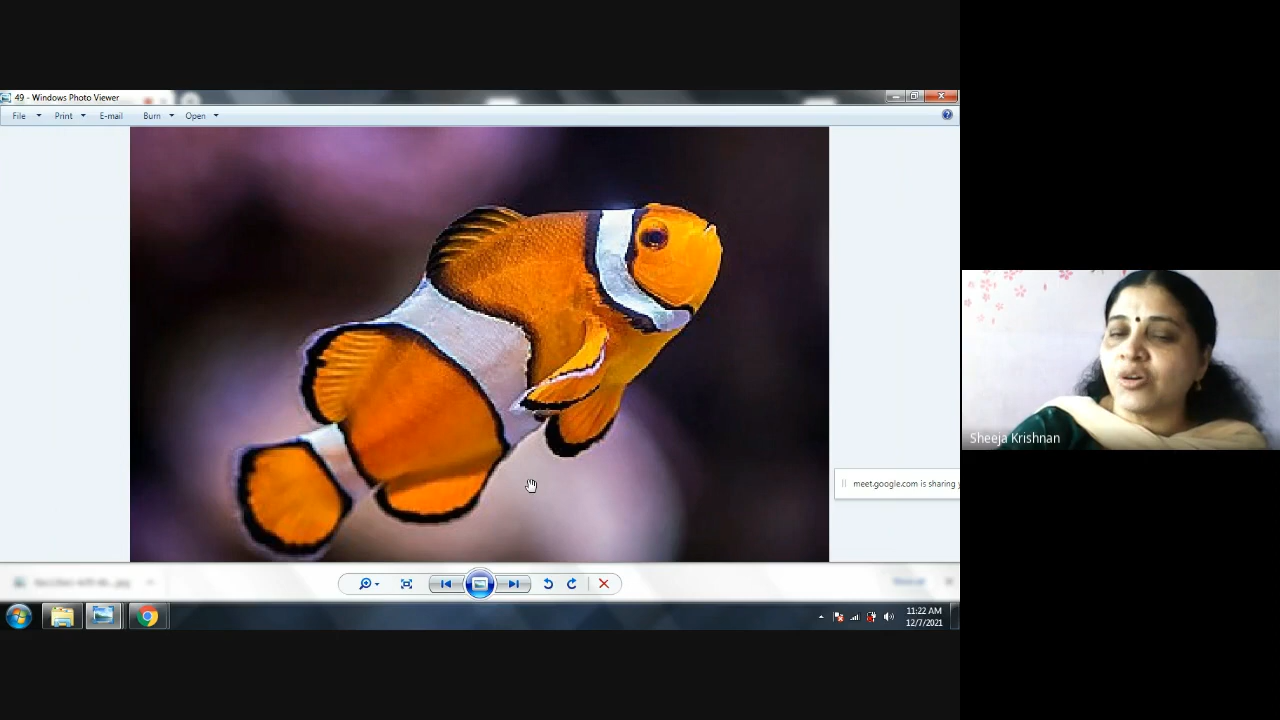 49 - Windows Photo Viewer
File Print E-mail Burn Open
meet.google.com is sharing
Sheeja Krishnan
11:22 AM
12/7/2021